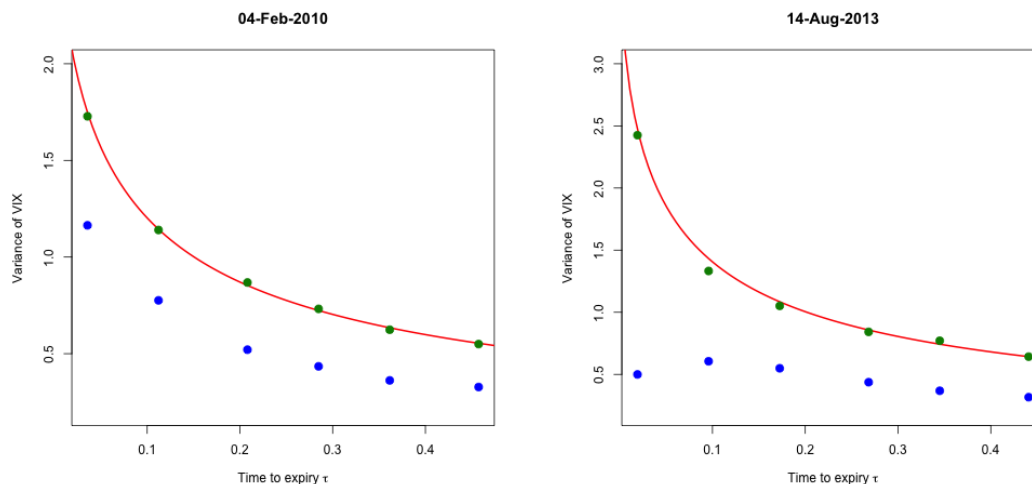 04-Feb-2010
Variance of VIX
2.0
1.5
1.0
0.5
0.1 0.2 0.3 0.4
Time to expiry τ
14-Aug-2013
Variance of VIX
3.0
2.5
2.0
1.5
1.0
0.5
0.1 0.2 0.3 0.4
Time to expiry τ